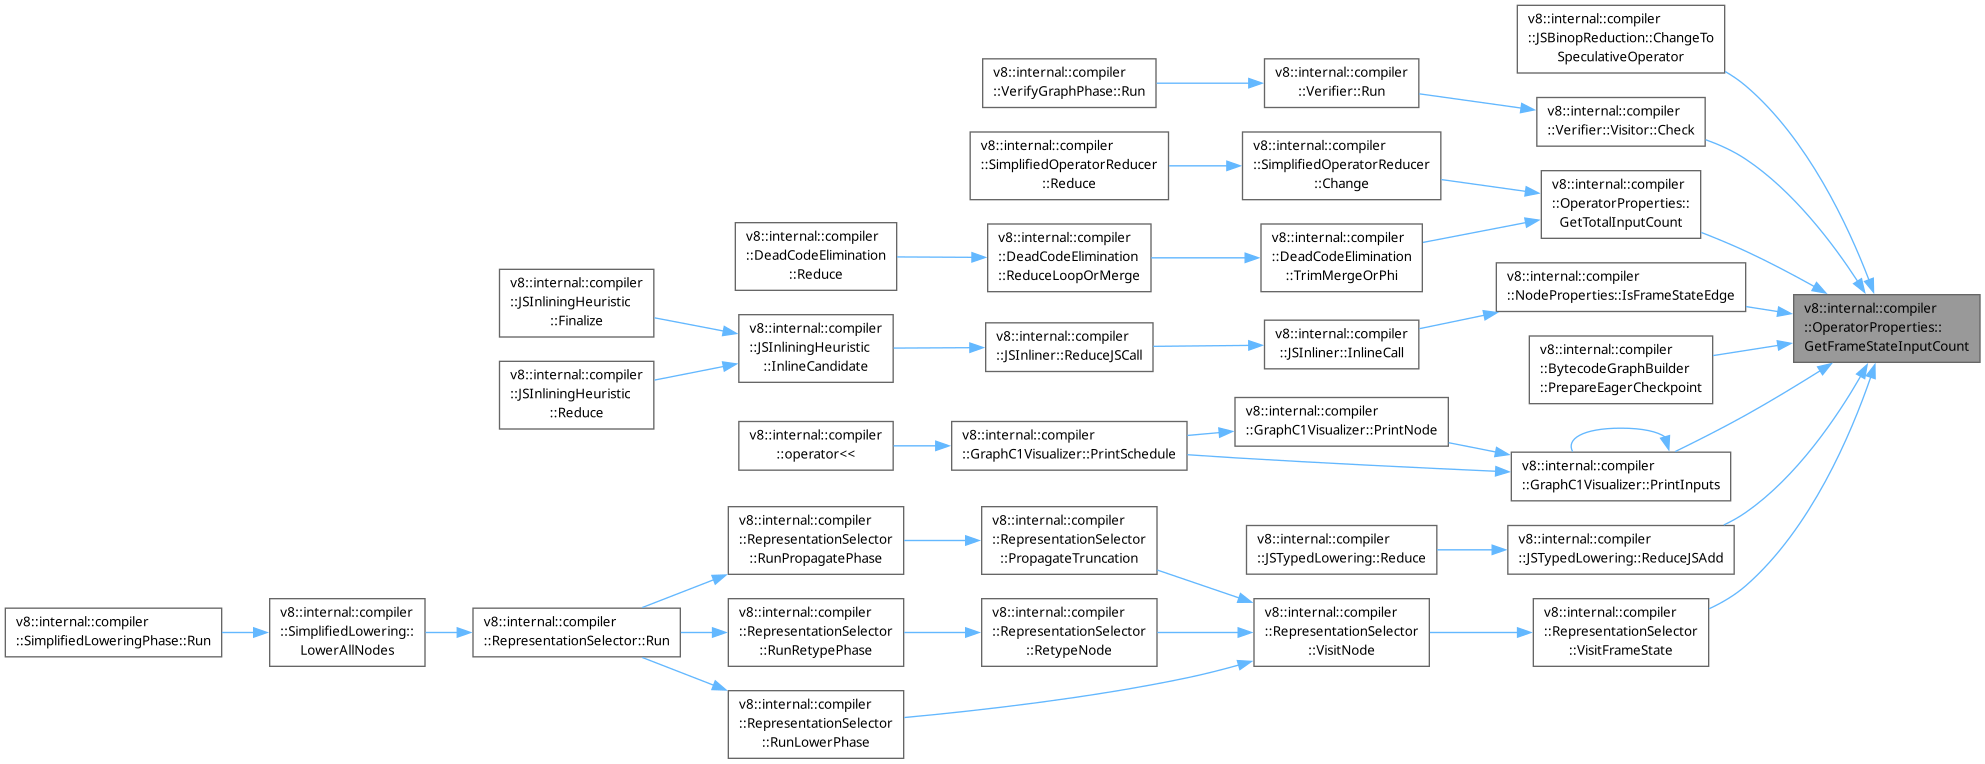 v8::internal::compiler
::JSBinopReduction::ChangeTo
SpeculativeOperator
v8::internal::compiler
::VerifyGraphPhase::Run
v8::internal::compiler
::Verifier::Run
v8::internal::compiler
::Verifier::Visitor::Check
v8::internal::compiler
::SimplifiedOperatorReducer
::Reduce
v8::internal::compiler
::SimplifiedOperatorReducer
::Change
v8::internal::compiler
::OperatorProperties::
GetTotalInputCount
v8::internal::compiler
::DeadCodeElimination
::Reduce
v8::internal::compiler
::DeadCodeElimination
::ReduceLoopOrMerge
v8::internal::compiler
::DeadCodeElimination
::TrimMergeOrPhi
v8::internal::compiler
::JSInliningHeuristic
::Finalize
v8::internal::compiler
::NodeProperties::IsFrameStateEdge
v8::internal::compiler
::OperatorProperties::
GetFrameStateInputCount
v8::internal::compiler
::JSInliningHeuristic
::InlineCandidate
v8::internal::compiler
::JSInliner::ReduceJSCall
v8::internal::compiler
::JSInliner::InlineCall
v8::internal::compiler
::BytecodeGraphBuilder
::PrepareEagerCheckpoint
v8::internal::compiler
::JSInliningHeuristic
::Reduce
v8::internal::compiler
::operator<<
v8::internal::compiler
::GraphC1Visualizer::PrintSchedule
v8::internal::compiler
::GraphC1Visualizer::PrintNode
v8::internal::compiler
::GraphC1Visualizer::PrintInputs
v8::internal::compiler
::RepresentationSelector
::RunPropagatePhase
v8::internal::compiler
::RepresentationSelector
::PropagateTruncation
v8::internal::compiler
::JSTypedLowering::Reduce
v8::internal::compiler
::JSTypedLowering::ReduceJSAdd
v8::internal::compiler
::SimplifiedLoweringPhase::Run
v8::internal::compiler
::SimplifiedLowering::
LowerAllNodes
v8::internal::compiler
::RepresentationSelector::Run
v8::internal::compiler
::RepresentationSelector
::RunRetypePhase
v8::internal::compiler
::RepresentationSelector
::RetypeNode
v8::internal::compiler
::RepresentationSelector
::VisitNode
v8::internal::compiler
::RepresentationSelector
::VisitFrameState
v8::internal::compiler
::RepresentationSelector
::RunLowerPhase